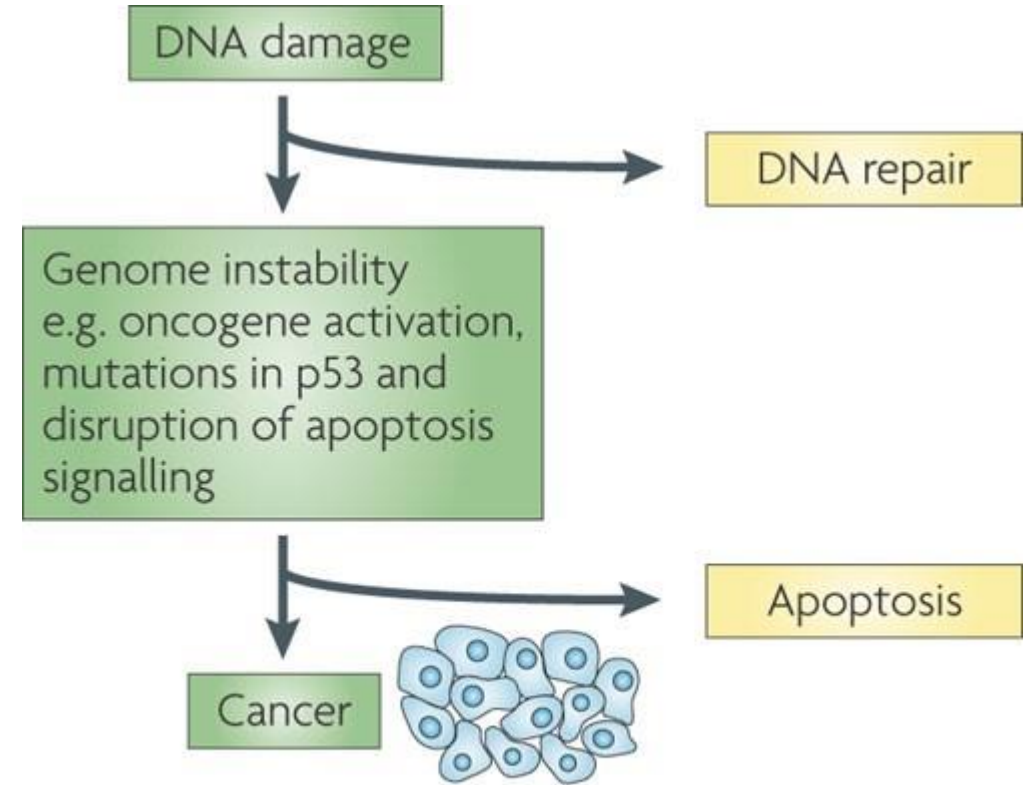 DNA damage
DNA repair
Genome instability
e.g. oncogene activation,
mutations in p53 and
disruption of apoptosis
signalling
Apoptosis
Cancer